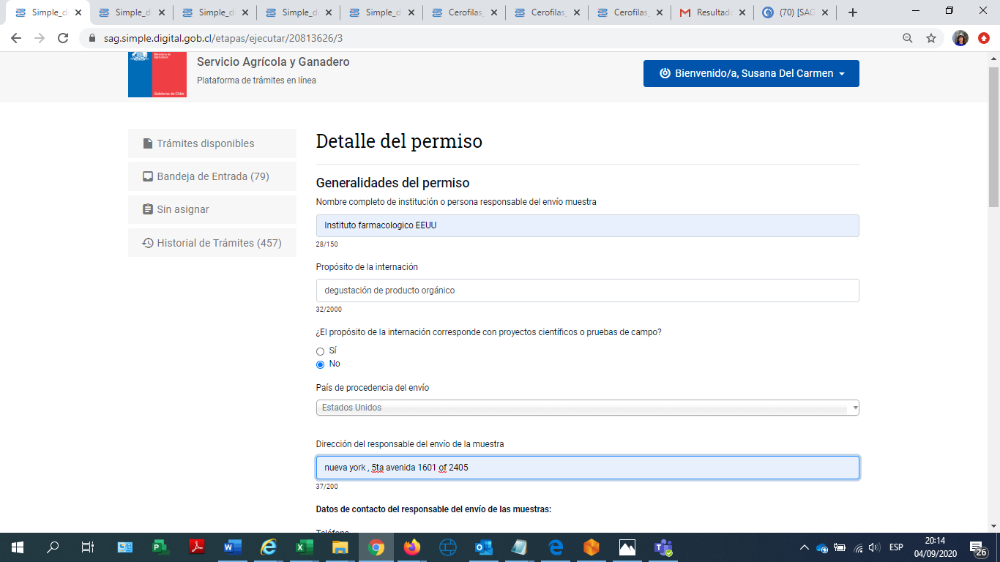 Simple_d
Simple_d
Simple_d
Simple_d
Simple_d
Cerofilas_
Cerofilas_
Cerofilas_
Resultado
(70) [SAG
sag.simple.digital.gob.cl/etapas/ejecutar/20813626/3
Gobierno de Chile
Servicio Agrícola y Ganadero
Plataforma de trámites en línea
Bienvenido/a, Susana Del Carmen
Trámites disponibles
Bandeja de Entrada (79)
Sin asignar
Historial de Trámites (457)
Detalle del permiso
Generalidades del permiso
Nombre completo de institución o persona responsable del envío muestra
Instituto farmacologico EEUU
28/150
Propósito de la internación
degustación de producto orgánico
32/2000
¿El propósito de la internación corresponde con proyectos científicos o pruebas de campo?
Sí
No
País de procedencia del envío
Estados Unidos
Dirección del responsable del envío de la muestra
nueva york , 5ta avenida 1601 of 2405
37/200
Datos de contacto del responsable del envío de las muestras:
Teléfono
ESP
20:14
04/09/2020
26